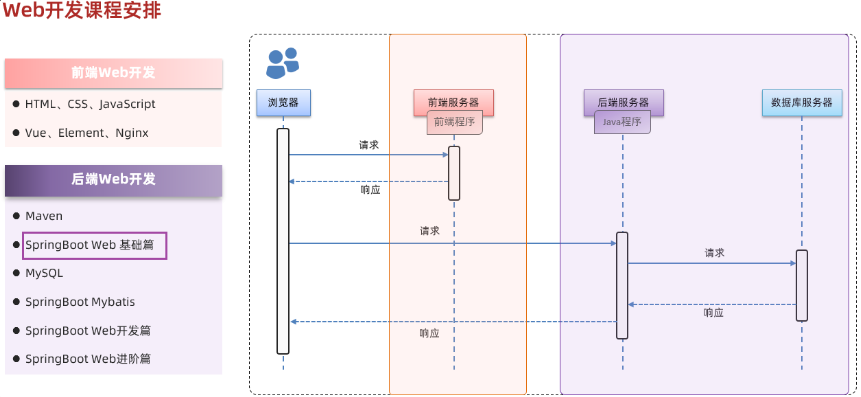 Web开发课程安排
前端Web开发
HTML、CSS、JavaScript
Vue、Element、Nginx
后端Web开发
Maven
SpringBoot Web 基础篇
MySQL
SpringBoot Mybatis
SpringBoot Web开发篇
SpringBoot Web进阶篇
浏览器
前端服务器
前端程序
后端服务器
Java程序
数据库服务器
请求
响应
请求
请求
响应
响应